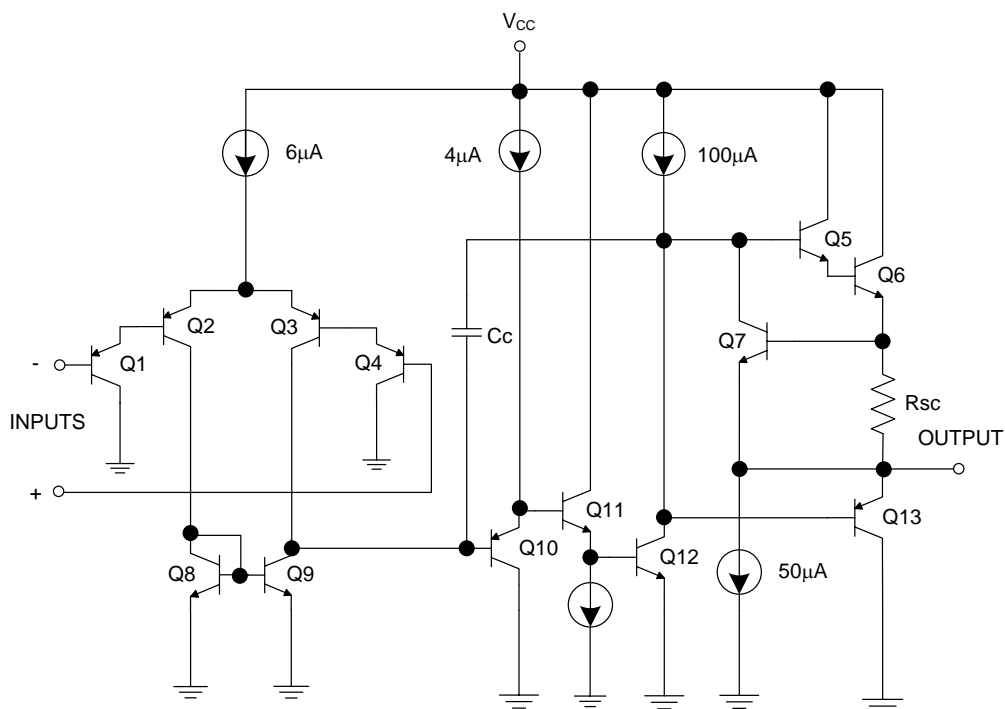 VCC
6µA
4µA
100µA
Q5
Q6
Q2
Q3
Q7
Cc
Q1
Q4
-
Rsc
INPUTS
OUTPUT
+
Q11
Q13
Q10
Q12
Q8
Q9
50µA